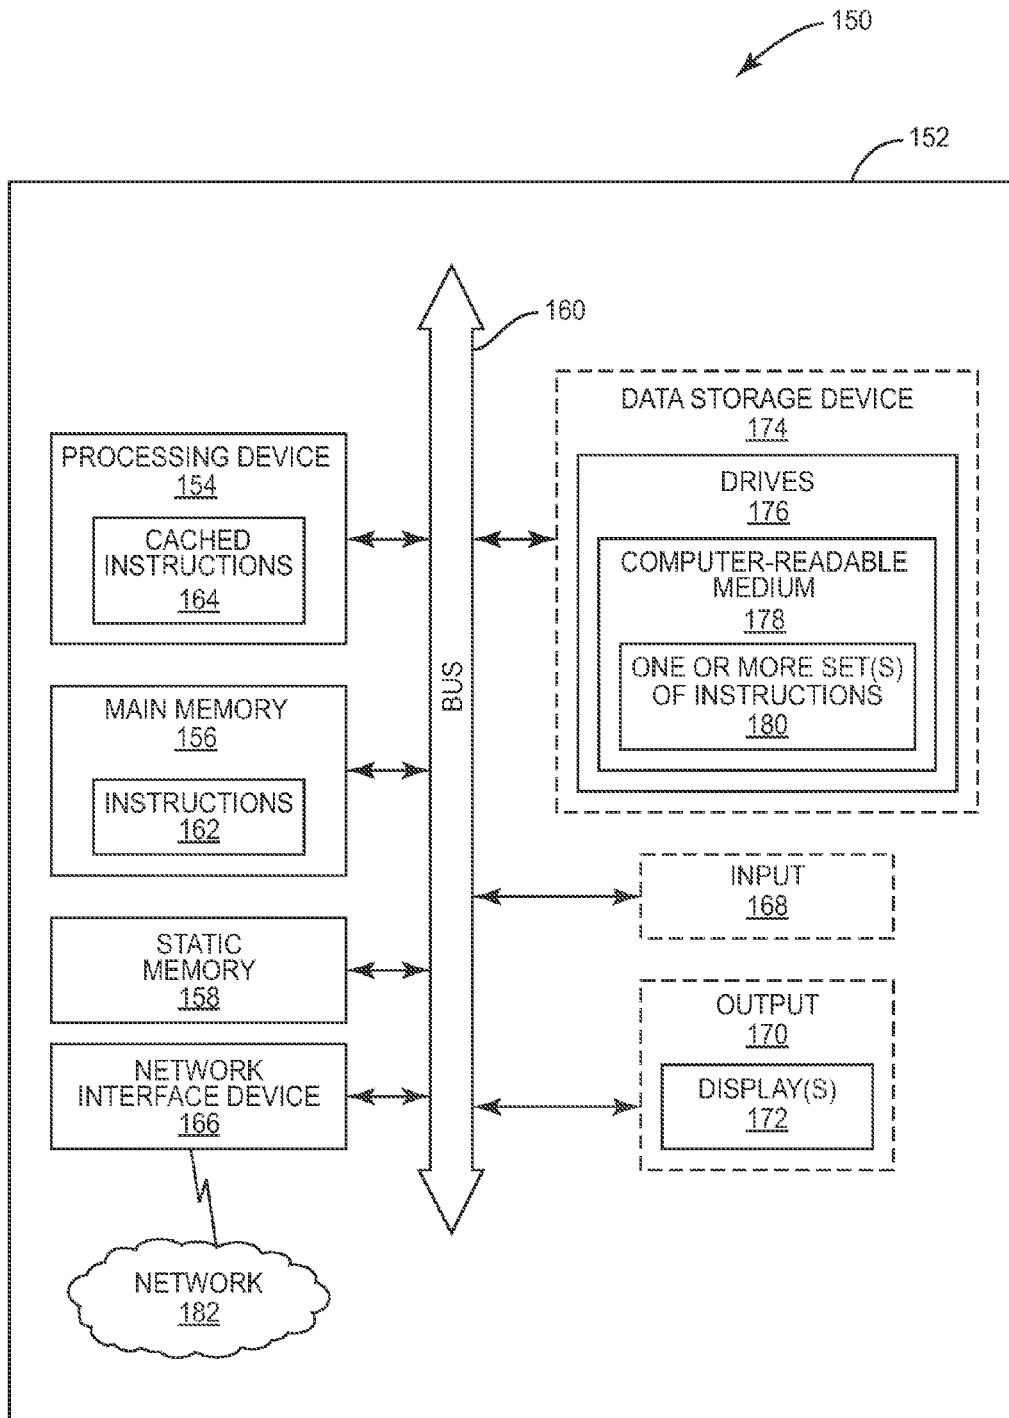 150
152
160
DATA STORAGE DEVICE
174
DRIVES
176
COMPUTER-READABLE
MEDIUM
178
ONE OR MORE SET(S)
OF INSTRUCTIONS
180
PROCESSING DEVICE
154
CACHED
INSTRUCTIONS
164
BUS
MAIN MEMORY
156
INSTRUCTIONS
162
INPUT
168
STATIC
MEMORY
158
OUTPUT
170
DISPLAY(S)
172
NETWORK
INTERFACE DEVICE
166
NETWORK
182